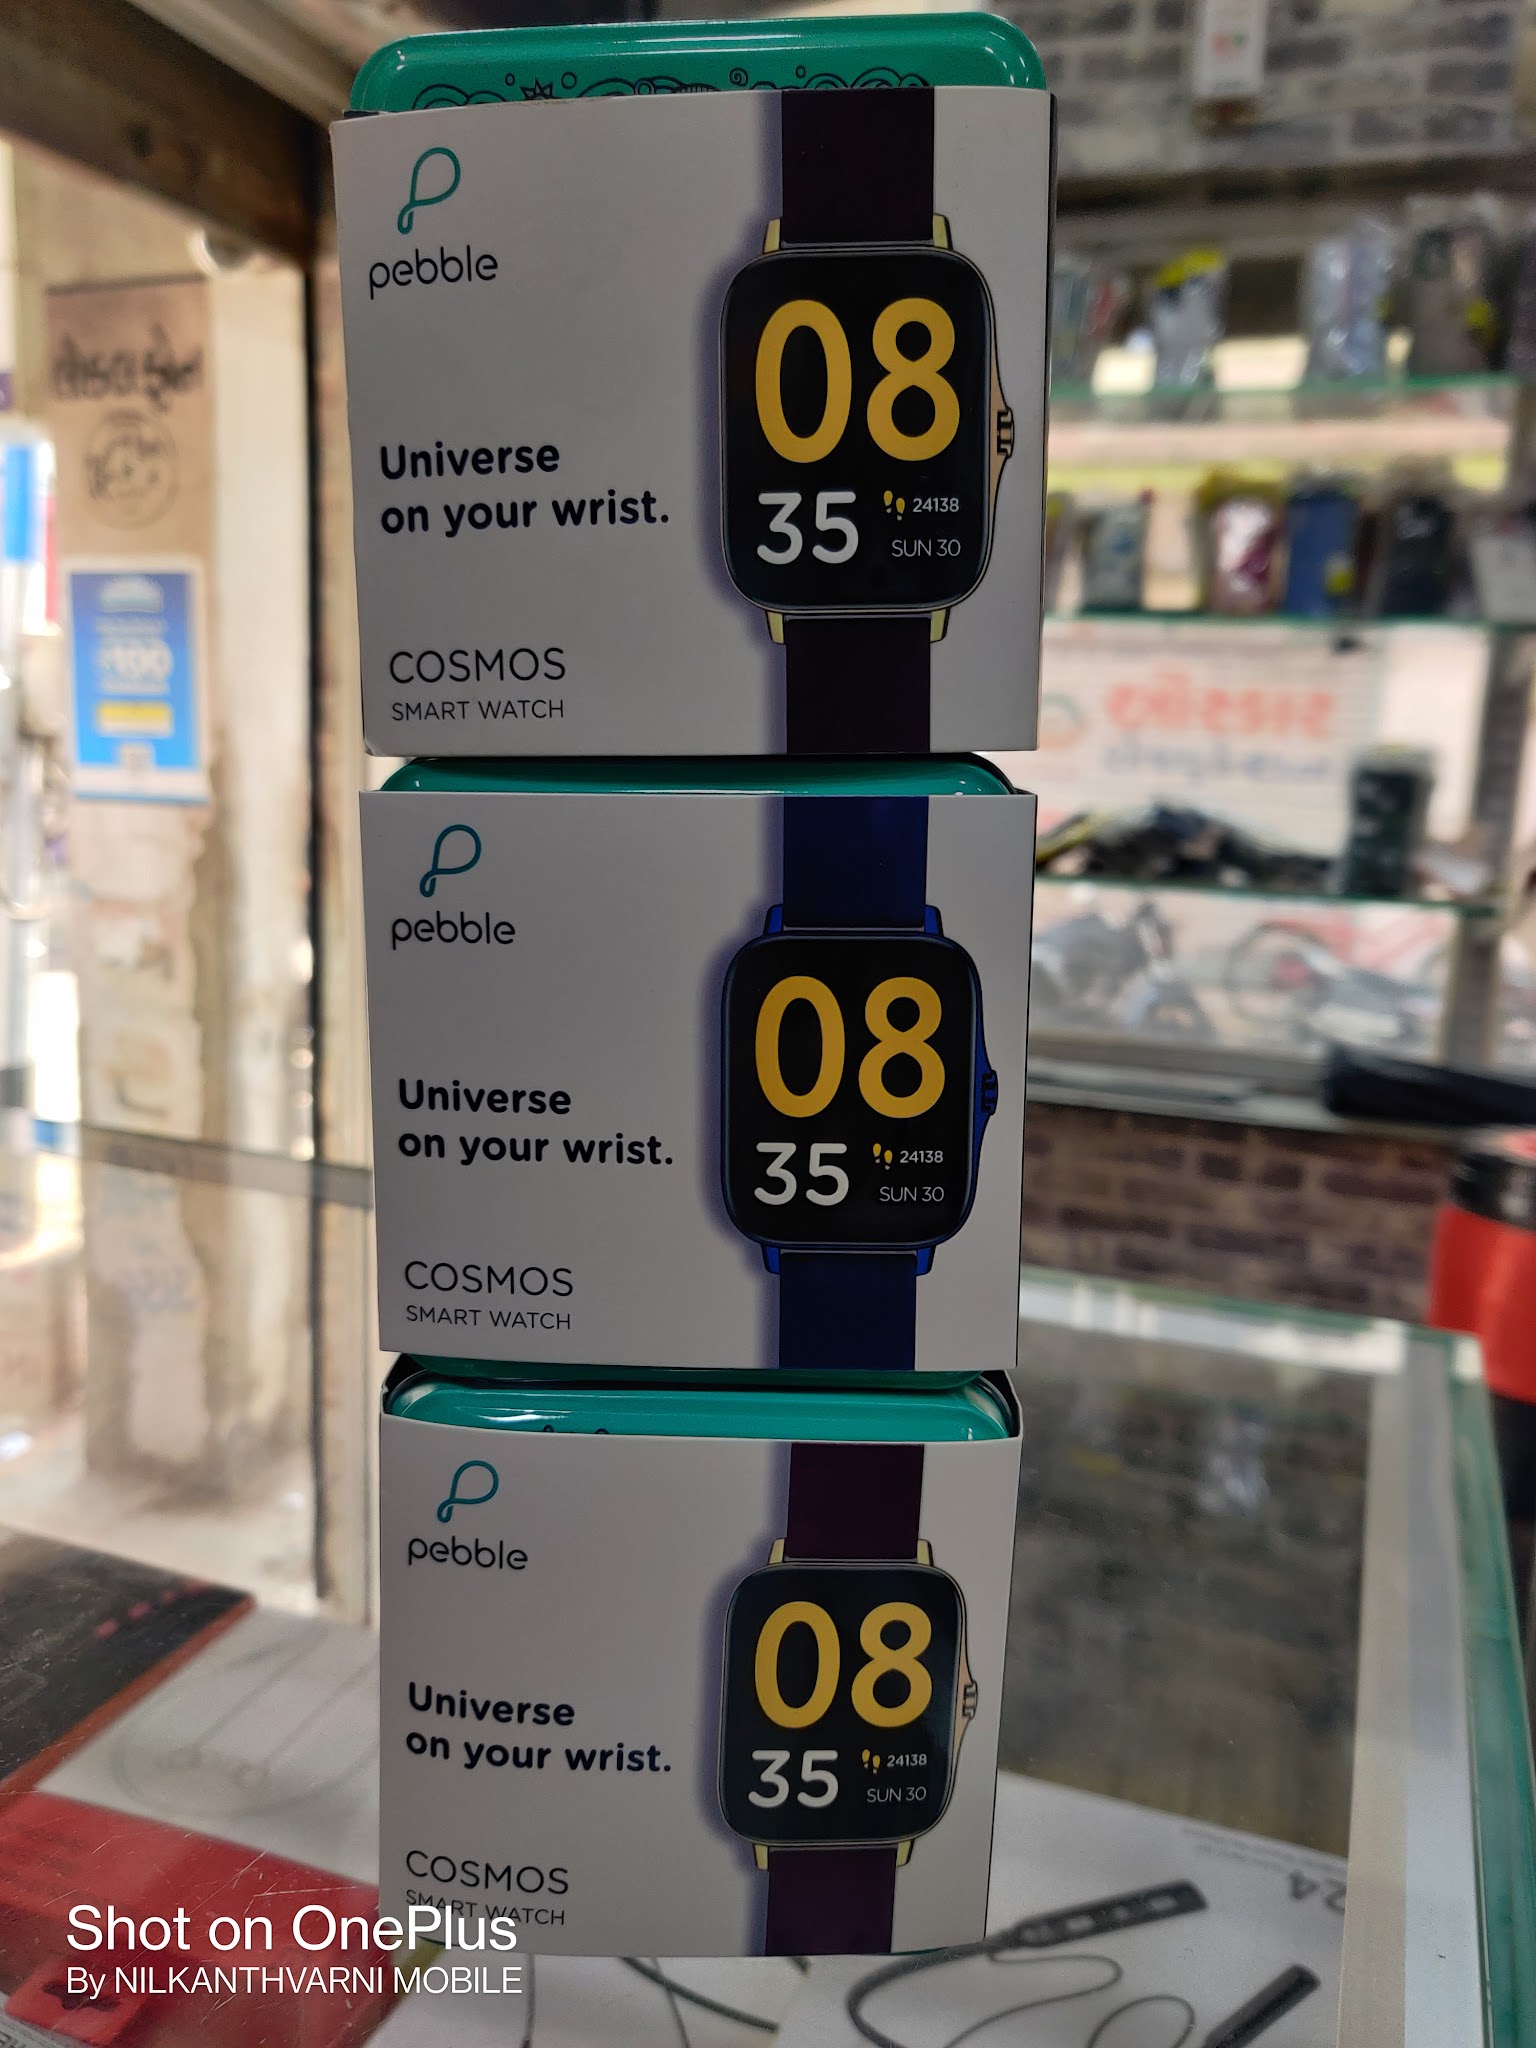 pebble
Universe
on your wrist.
COSMOS
SMART WATCH
08
35
24138
SUN 30
pebble
Universe
on your wrist.
COSMOS
SMART WATCH
08
35
24138
SUN 30
pebble
Universe
on your wrist.
COSMOS
SMART WATCH
08
35
24138
SUN 30
24
Shot on OnePlus
By NILKANTHVARNI MOBILE